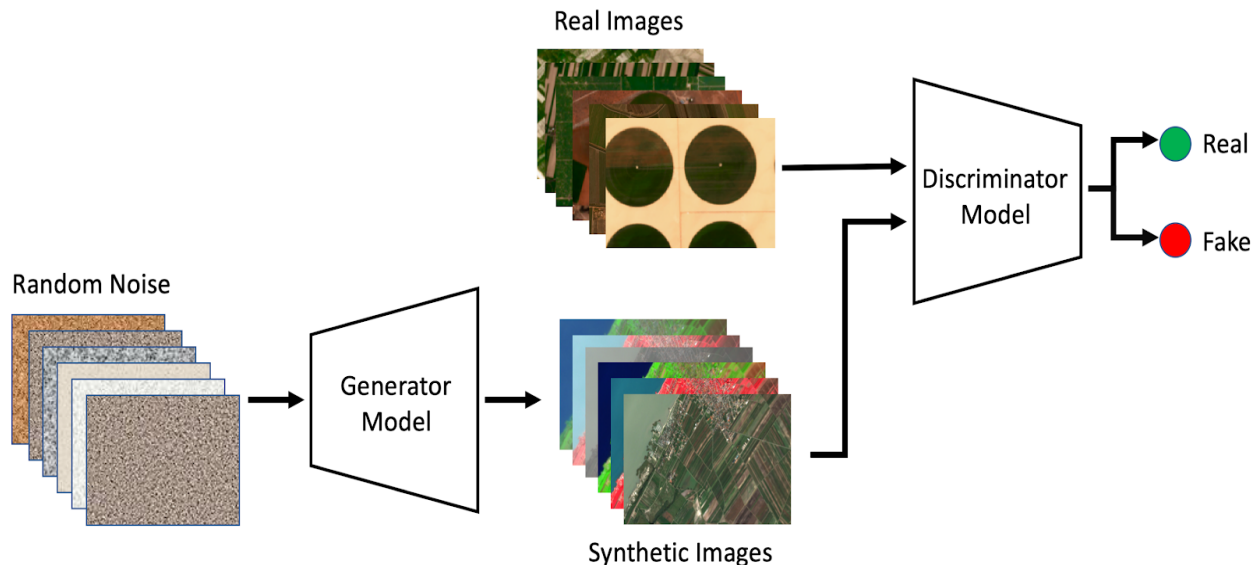 Real Images
Real
Discriminator
Model
Fake
Random Noise
Generator
Model
Synthetic Images